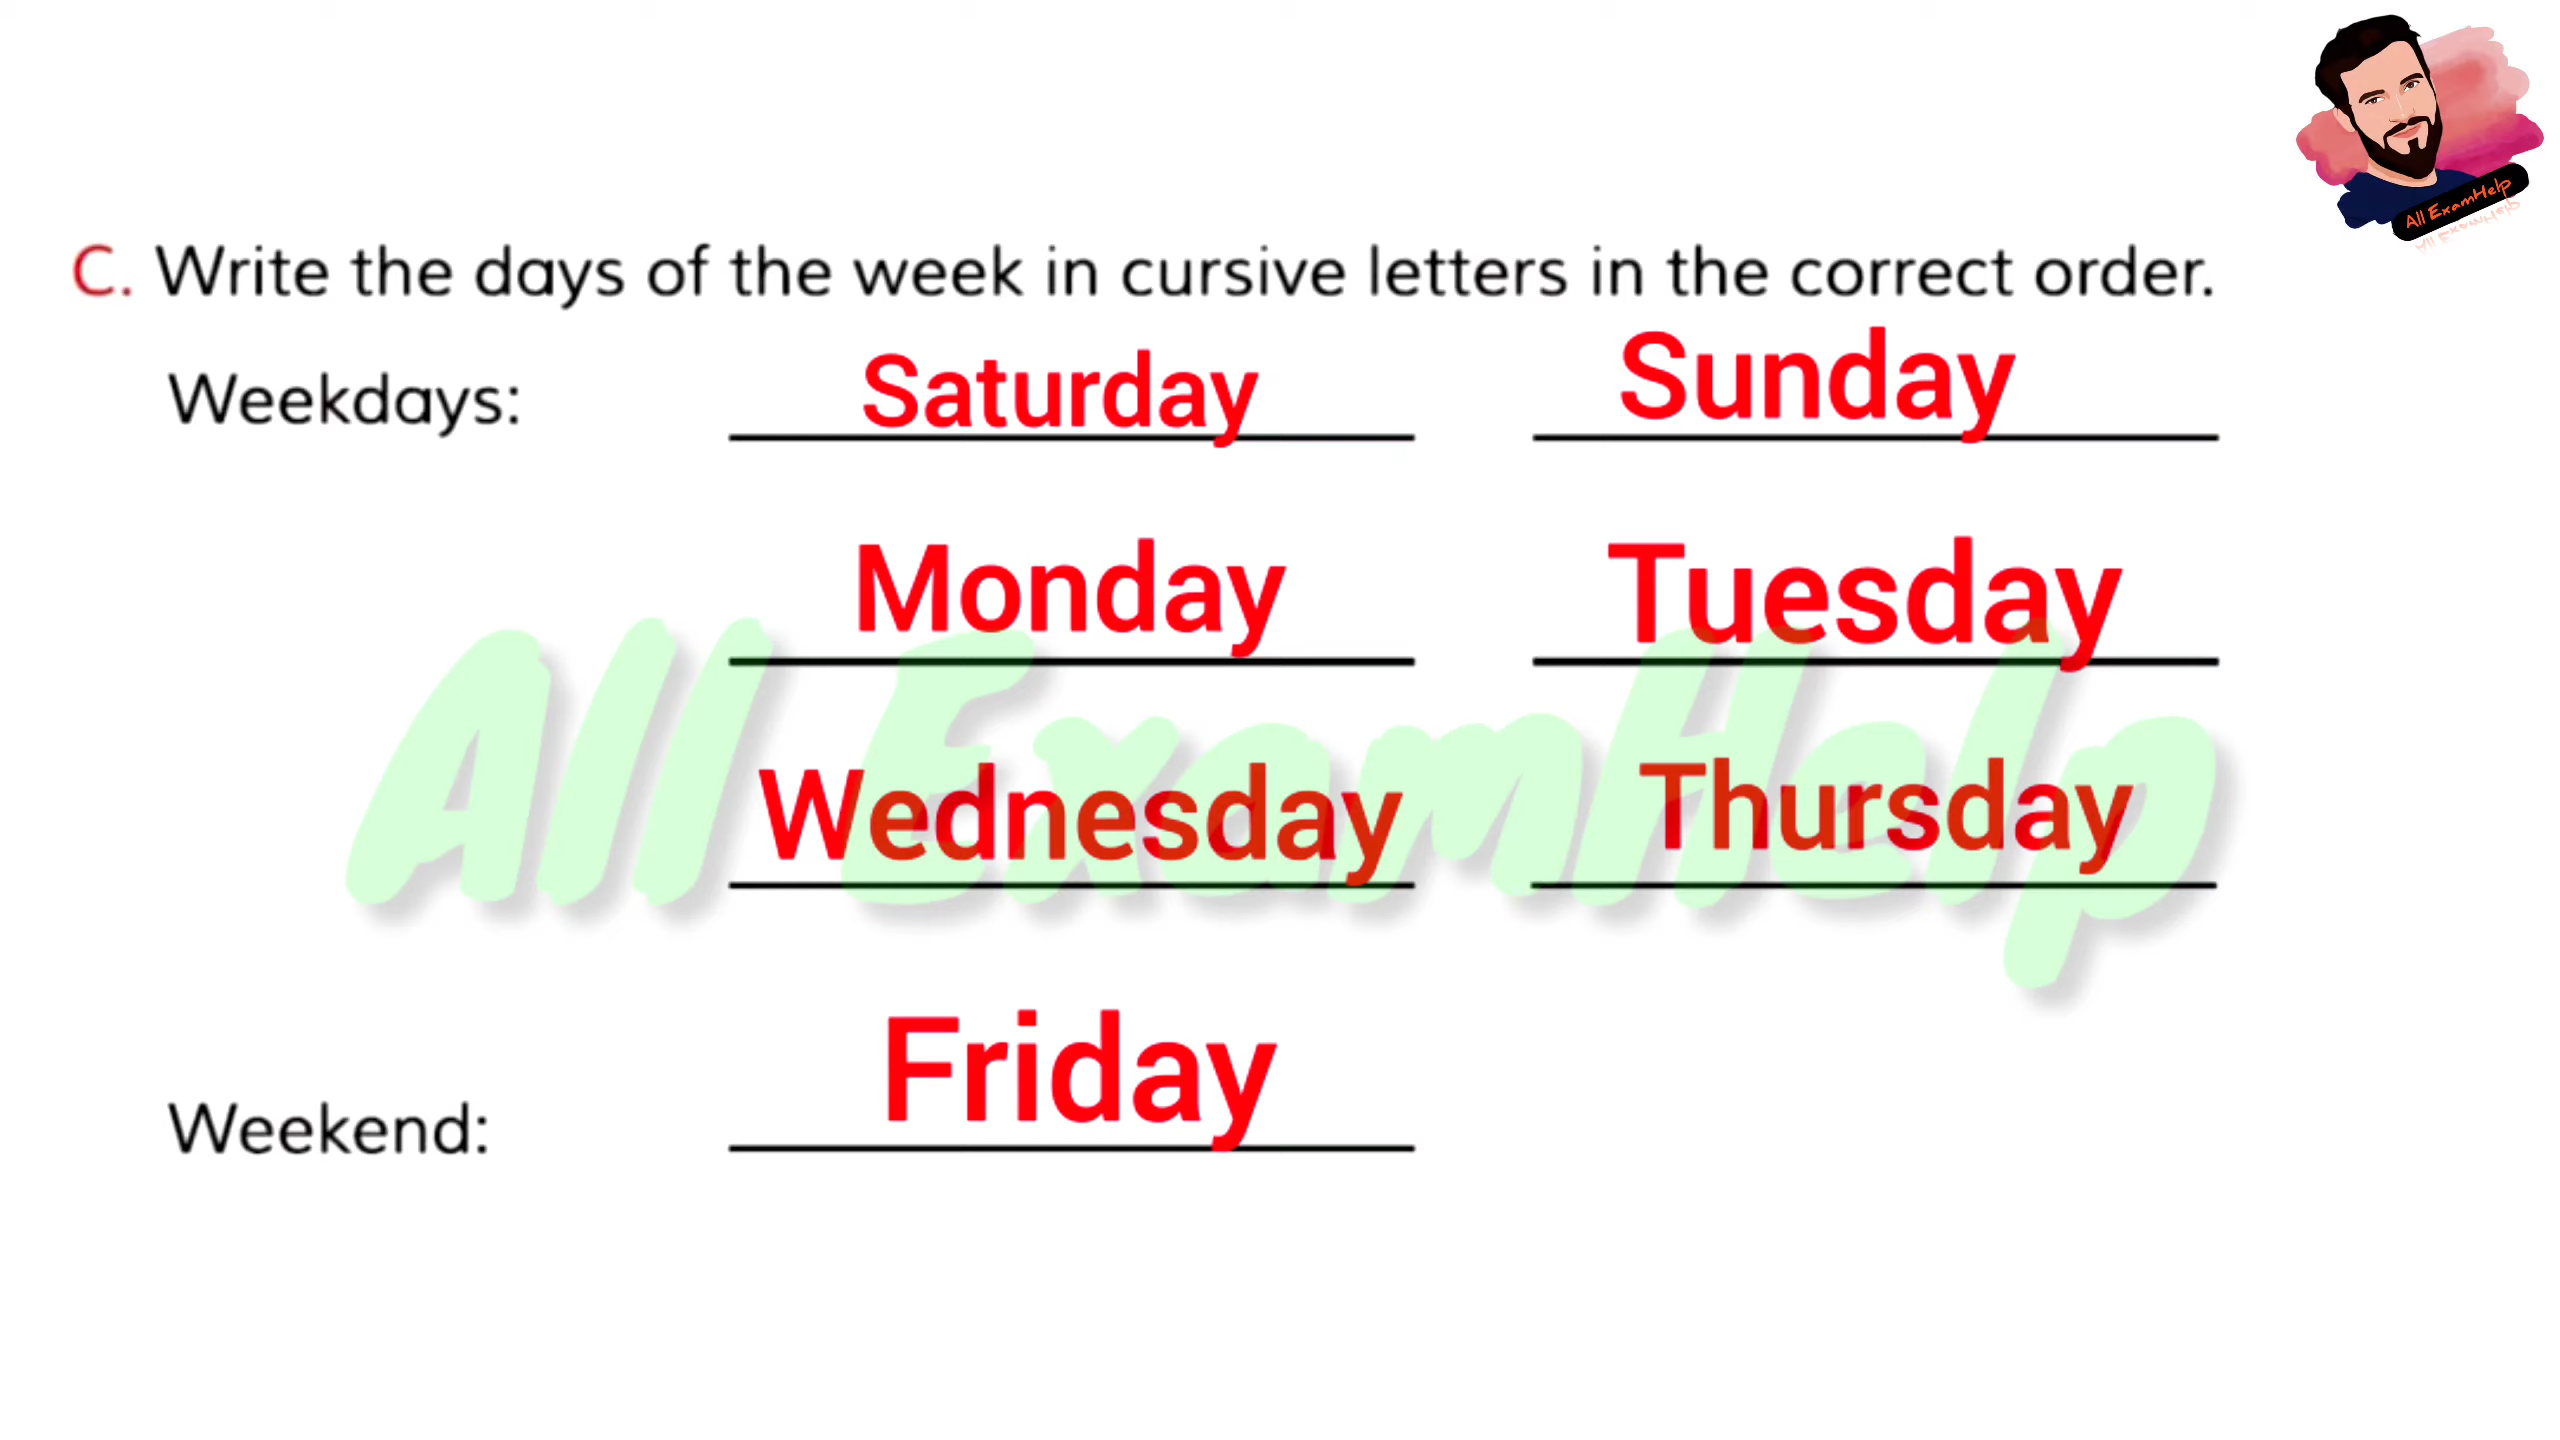 All ExamHelp
C. Write the days of the week in cursive letters in the correct order.
Weekdays: Saturday Sunday
Monday Tuesday
All ExamHelp
Wednesday Thursday
Weekend: Friday